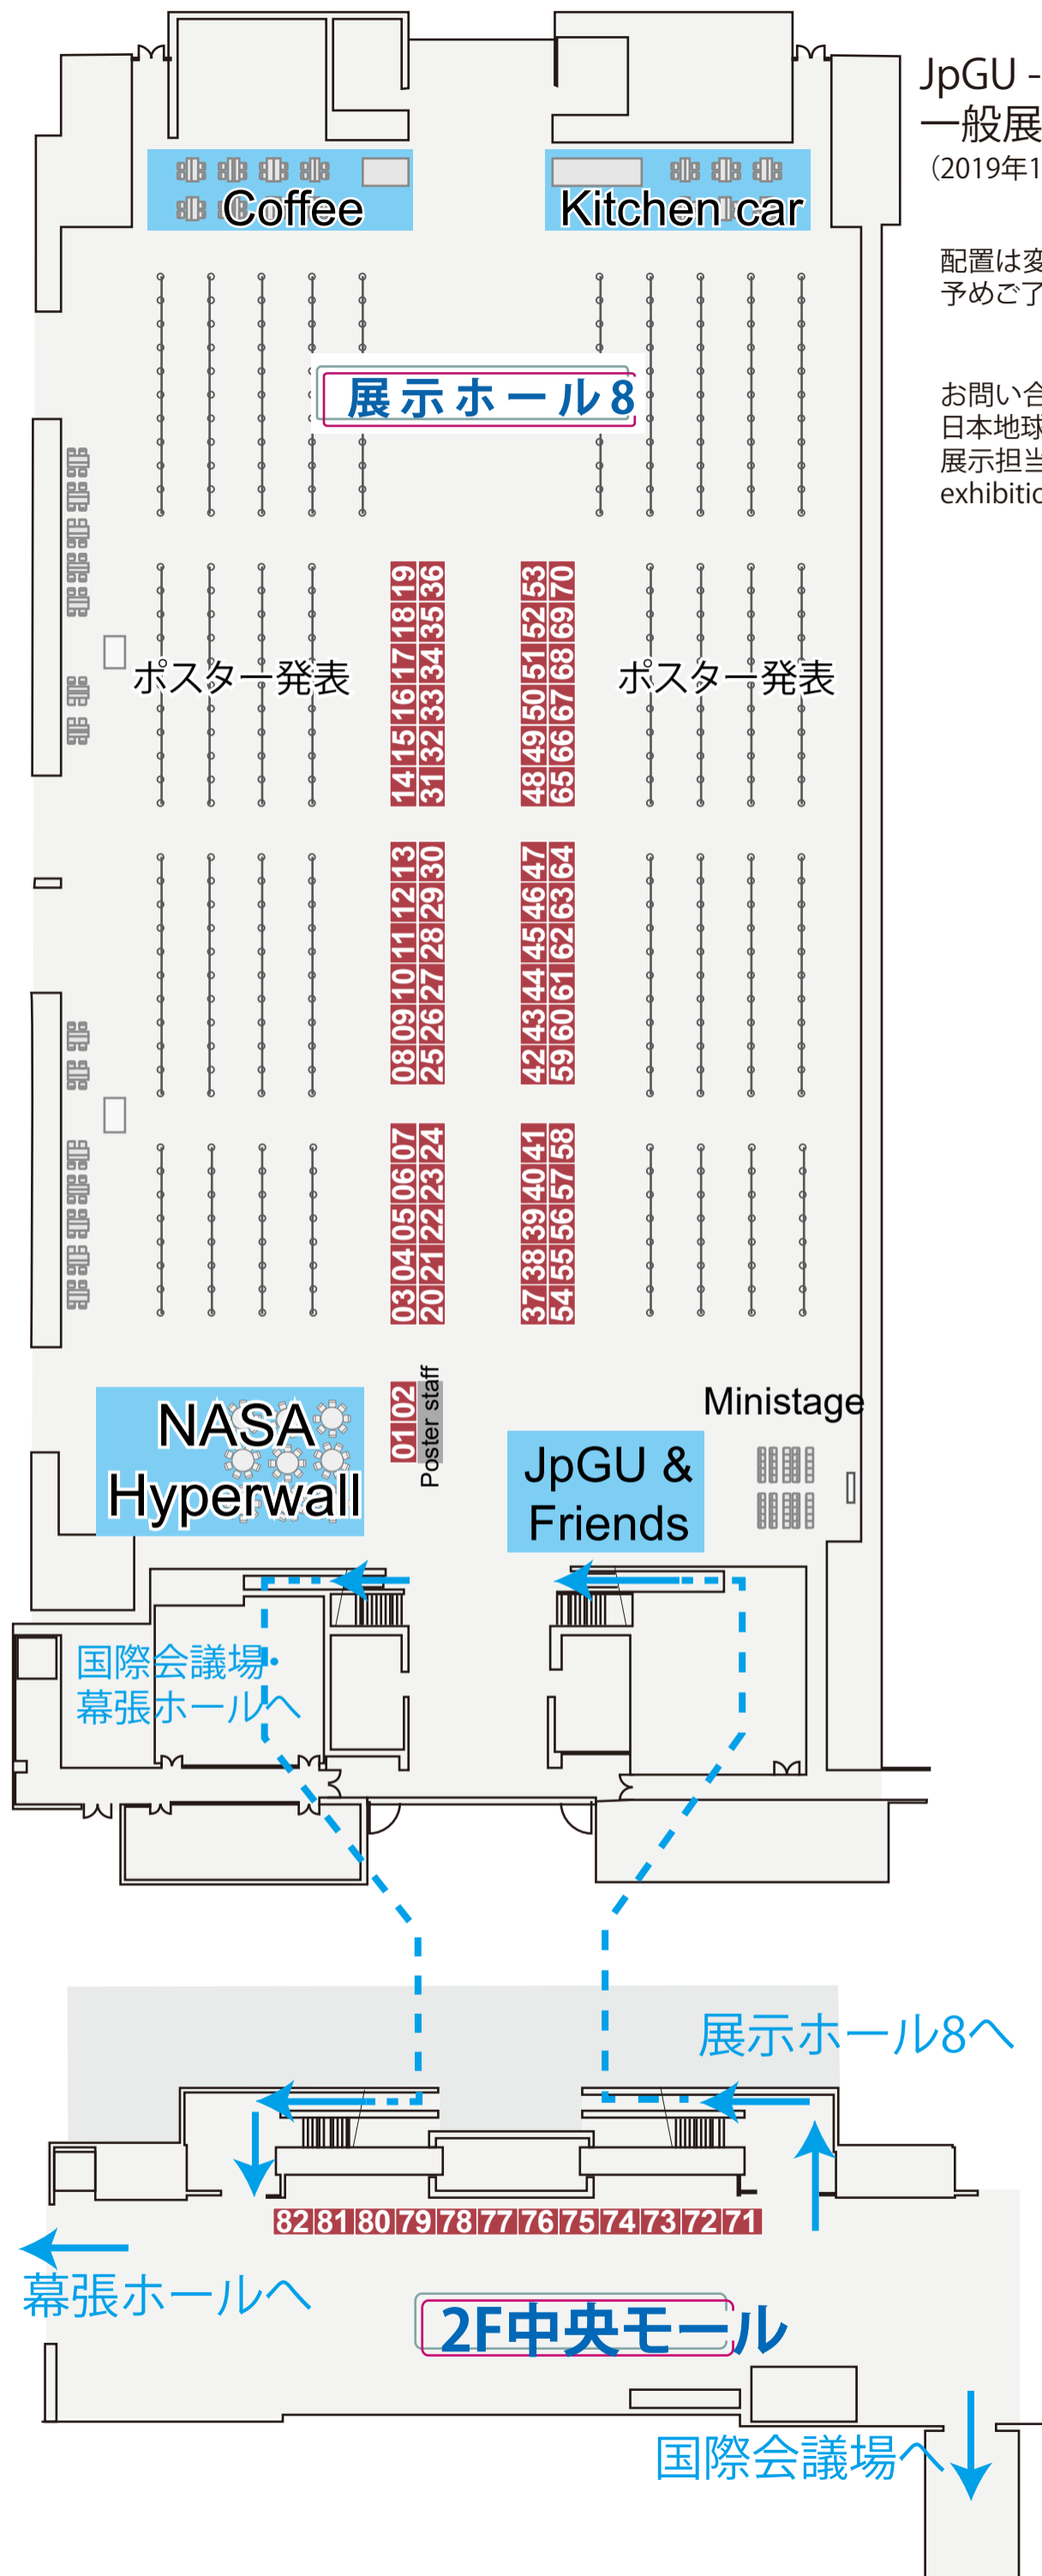 JpGU -
一般展
（2019年1
配置は変
予めご了
お問い合
日本地球
展示担当
exhibitio
Coffee
Kitchen car
展示ホール8
19 36 53 70
18 35 52 69
17 34 51 68
ポスター発表 ポスター発表
16 33 50 67
15 32 49 66
14 31 48 65
13 30 47 64
12 29 46 63
11 28 45 62
10 27 44 61
09 26 43 60
08 25 42 59
07 24 41 58
06 23 40 57
05 22 39 56
04 21 38 55
03 20 37 54
02
01
Poster staff
Ministage
NASA
Hyperwall
JpGU &
Friends
国際会議場・
幕張ホールへ
展示ホール8へ
82 81 80 79 78 77 76 75 74 73 72 71
幕張ホールへ
2F中央モール
国際会議場へ